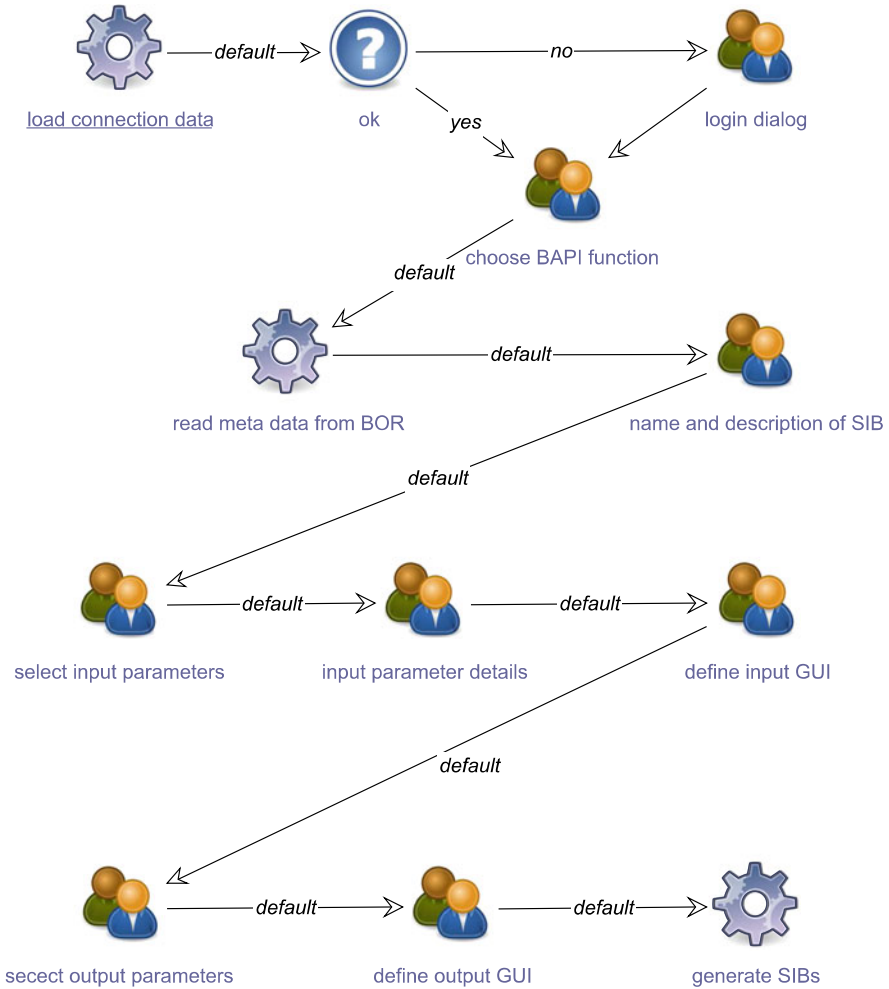 default
no
load connection data
ok
login dialog
yes
choose BAPI function
default
default
read meta data from BOR
name and description of SIB
default
default
default
select input parameters
input parameter details
define input GUI
default
default
default
secect output parameters
define output GUI
generate SIBs